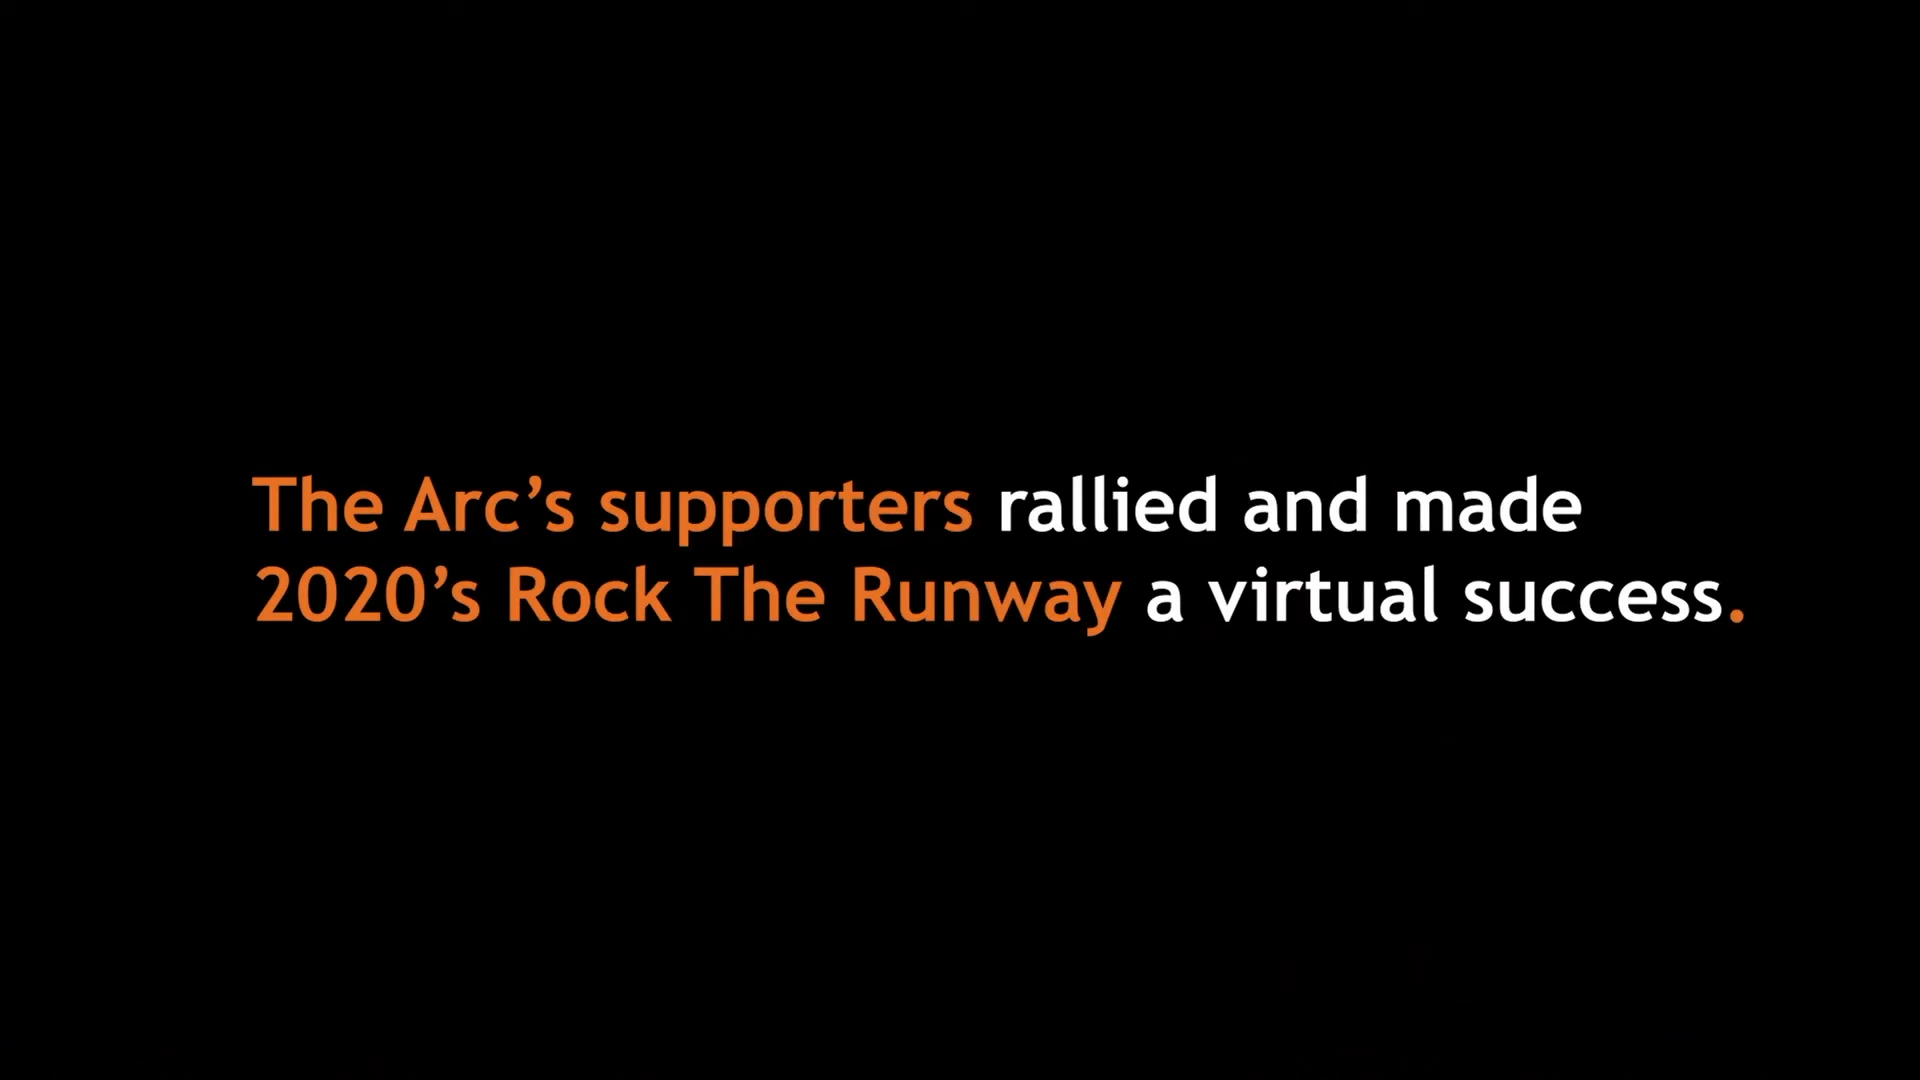 The Arc’s supporters rallied and made
2020’s Rock The Runway a virtual success.